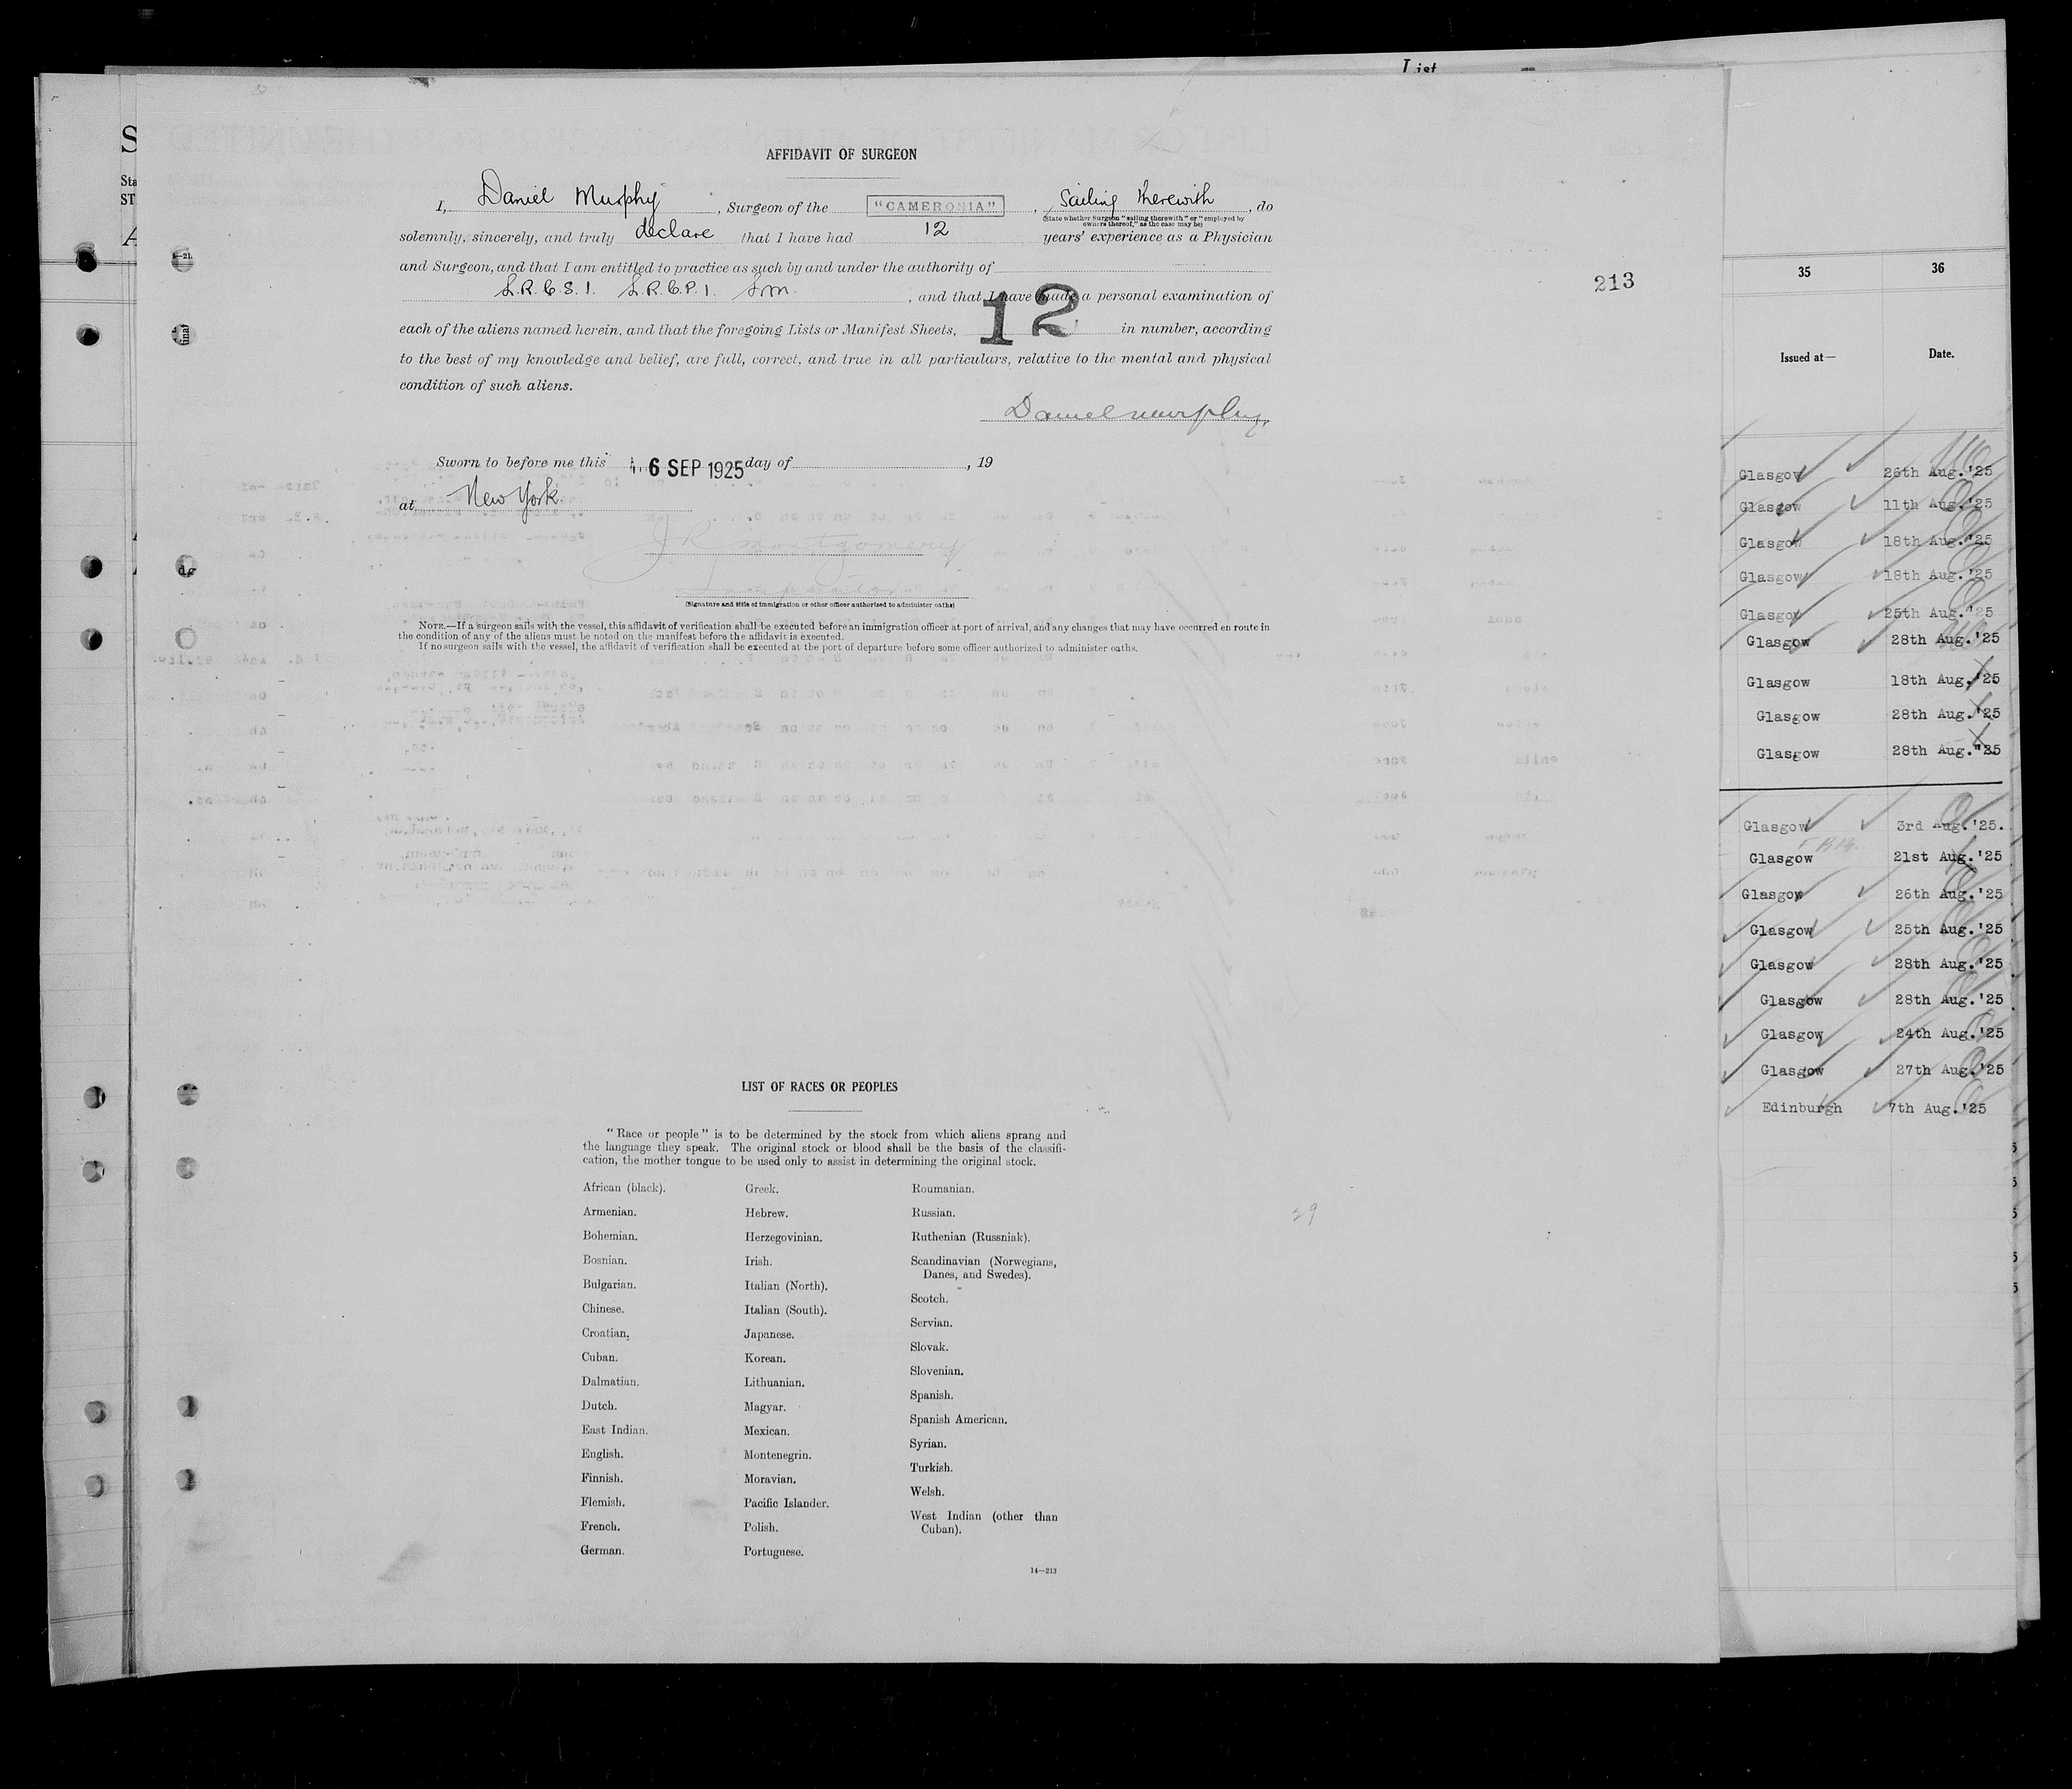 List
S
Sta
ST
A
AFFIDAVIT OF SURGEON
I, Daniel Murphy, Surgeon of the "CAMERONIA", Sailing therewith, do
(State whether Surgeon "sailing therewith" or "employed by
owners thereof," as the case may be)
solemnly, sincerely, and truly declare that I have had 12 years' experience as a Physician
and Surgeon, and that I am entitled to practice as such by and under the authority of
L.R.C.S.I. L.R.C.P.I. , and that I have made a personal examination of
each of the aliens named herein, and that the foregoing Lists or Manifest Sheets, 12 in number, according
to the best of my knowledge and belief, are full, correct, and true in all particulars, relative to the mental and physical
condition of such aliens.
Daniel Murphy,
Sworn to before me this 6 SEP 1925 day of , 19
at New York
J R Montgomery
Inspector
(Signature and title of immigration or other officer authorised to administer oaths)
NOTE.—If a surgeon sails with the vessel, this affidavit of verification shall be executed before an immigration officer at port of arrival, and any changes that may have occurred en route in
the condition of any of the aliens must be noted on the manifest before the affidavit is executed.
If no surgeon sails with the vessel, the affidavit of verification shall be executed at the port of departure before some officer authorized to administer oaths.
213
LIST OF RACES OR PEOPLES
"Race or people" is to be determined by the stock from which aliens sprang and
the language they speak. The original stock or blood shall be the basis of the classifi-
cation, the mother tongue to be used only to assist in determining the original stock.
African (black).
Armenian.
Bohemian.
Bosnian.
Bulgarian.
Chinese.
Croatian.
Cuban.
Dalmatian.
Dutch.
East Indian.
English.
Finnish.
Flemish.
French.
German.
Greek.
Hebrew.
Herzegovinian.
Irish.
Italian (North).
Italian (South).
Japanese.
Korean.
Lithuanian.
Magyar.
Mexican.
Montenegrin.
Moravian.
Pacific Islander.
Polish.
Portuguese.
Roumanian.
Russian.
Ruthenian (Russniak).
Scandinavian (Norwegians,
Danes, and Swedes).
Scotch.
Servian.
Slovak.
Slovenian.
Spanish.
Spanish American.
Syrian.
Turkish.
Welsh.
West Indian (other than
Cuban).
14—213
29
35 36
Issued at— Date.
Glasgow 26th Aug.'25
Glasgow 11th Aug.'25
Glasgow 18th Aug.'25
Glasgow 18th Aug.'25
Glasgow 25th Aug.'25
Glasgow 28th Aug.'25
Glasgow 18th Aug.'25
Glasgow 28th Aug.'25
Glasgow 28th Aug.'25
Glasgow 3rd Aug.'25.
Glasgow 21st Aug.'25
Glasgow 26th Aug.'25
Glasgow 25th Aug.'25
Glasgow 28th Aug.'25
Glasgow 28th Aug.'25
Glasgow 24th Aug.'25
Glasgow 27th Aug.'25
Edinburgh 7th Aug.'25